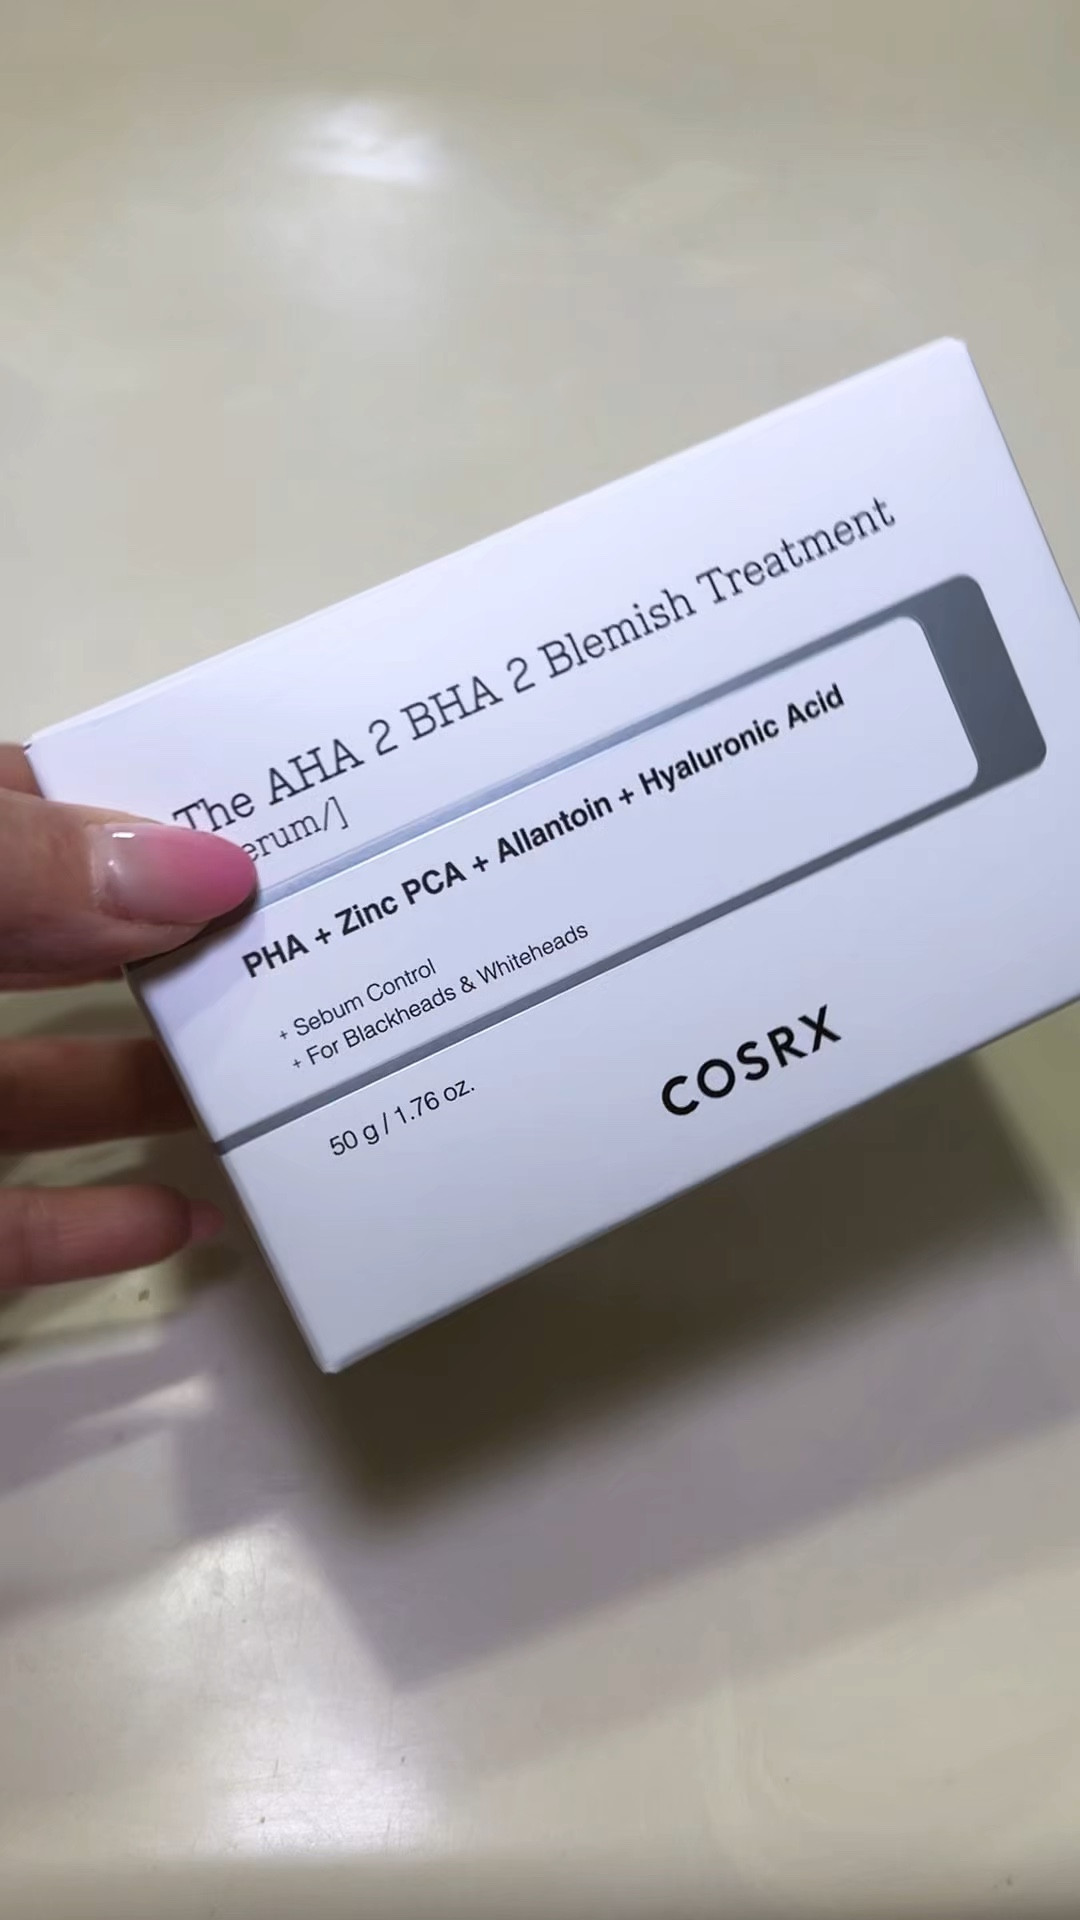 The AHA 2 BHA 2 Blemish Treatment
erum/]
PHA + Zinc PCA + Allantoin + Hyaluronic Acid
+ Sebum Control
+ For Blackheads & Whiteheads
50 g / 1.76 oz.
COSRX